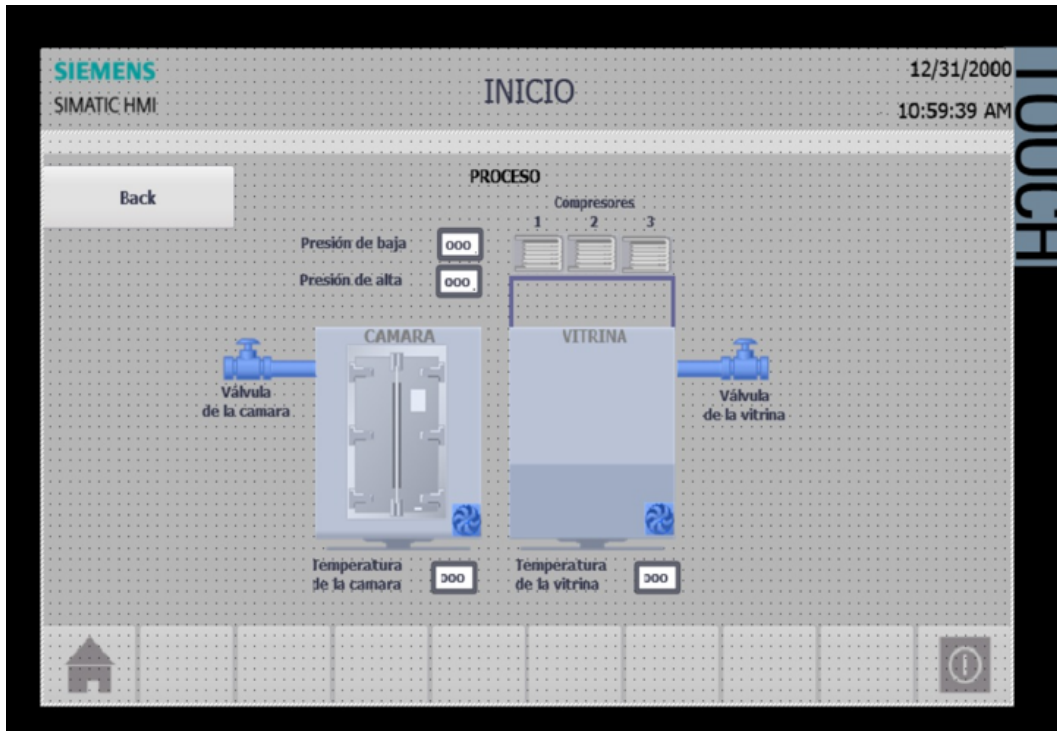 SIEMENS
SIMATIC HMI
INICIO
12/31/2000
10:59:39 AM
TOUCH
Back
PROCESO
Compresores
1 2 3
Presión de baja 000
Presión de alta 000
CAMARA
VITRINA
Válvula
de la camara
Válvula
de la vitrina
Temperatura
de la camara 000
Temperatura
de la vitrina 000